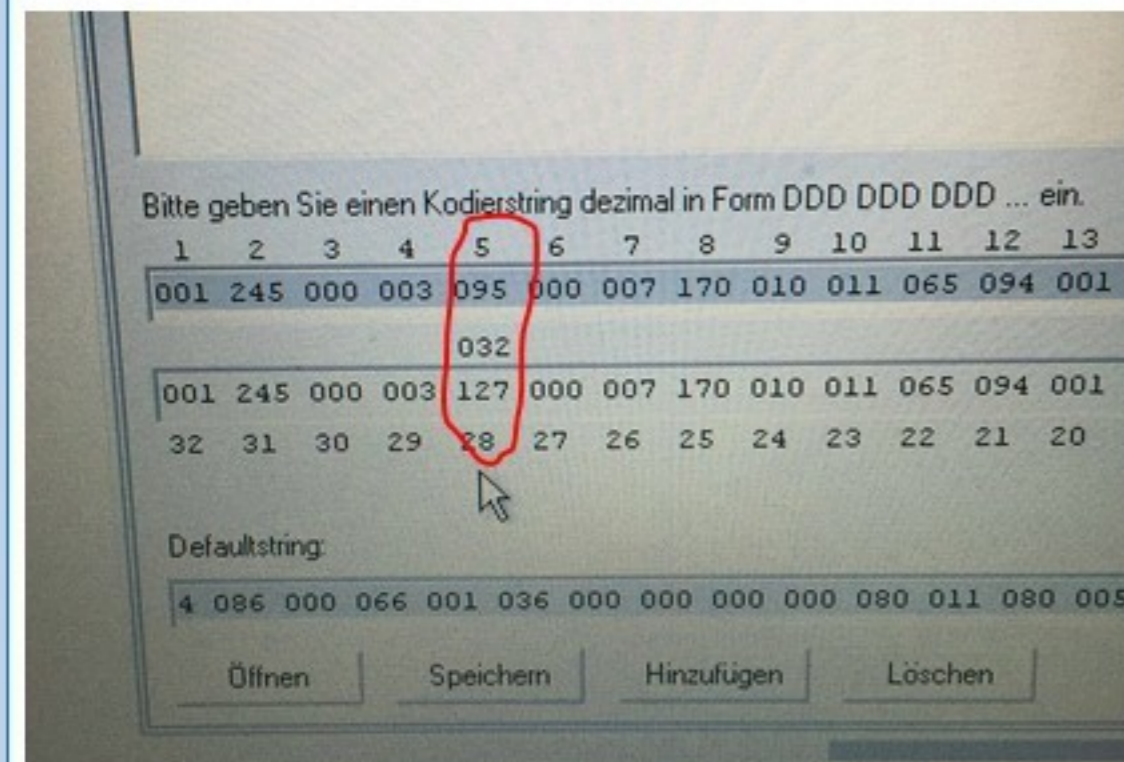 Bitte geben Sie einen Kodierstring dezimal in Form DDD DDD DDD ... ein.
1 2 3 4 5 6 7 8 9 10 11 12 13
001 245 000 003 095 000 007 170 010 011 065 094 001
032
001 245 000 003 127 000 007 170 010 011 065 094 001
32 31 30 29 28 27 26 25 24 23 22 21 20
Defaultstring:
4 086 000 066 001 036 000 000 000 000 080 011 080 005
Öffnen Speichern Hinzufügen Löschen